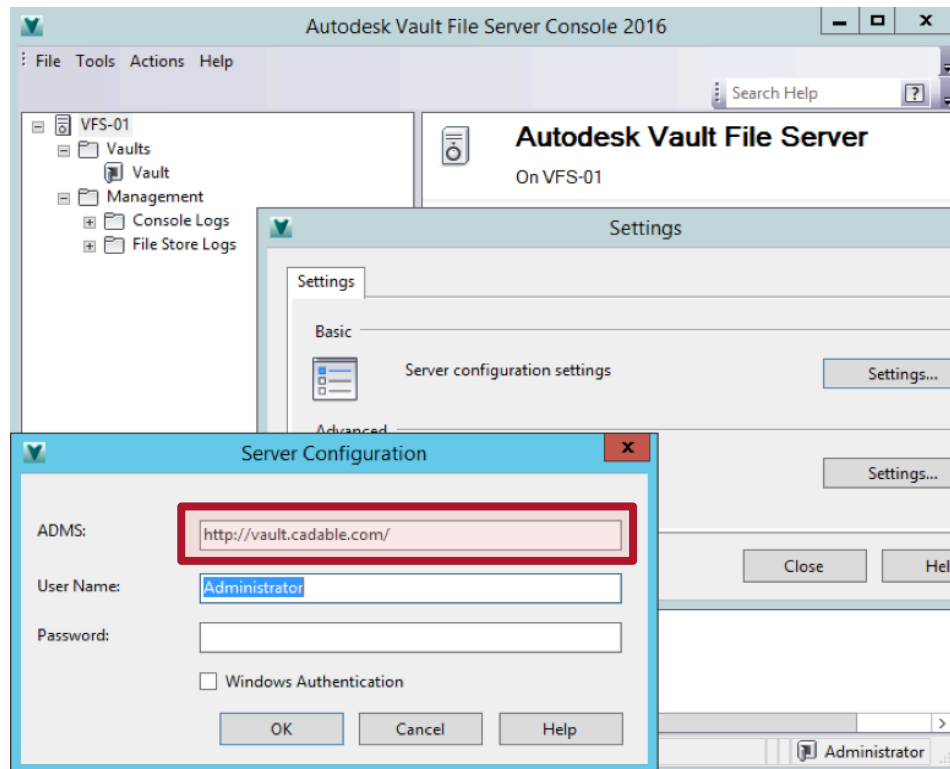 Autodesk Vault File Server Console 2016
File Tools Actions Help
Search Help
VFS-01
Vaults
Vault
Management
Console Logs
File Store Logs
Autodesk Vault File Server
On VFS-01
Settings
Settings
Basic
Server configuration settings
Settings...
Advanced
Settings...
Close
Hel
Server Configuration
ADMS:
http://vault.cadable.com/
User Name:
Administrator
Password:
Windows Authentication
OK Cancel Help
Administrator